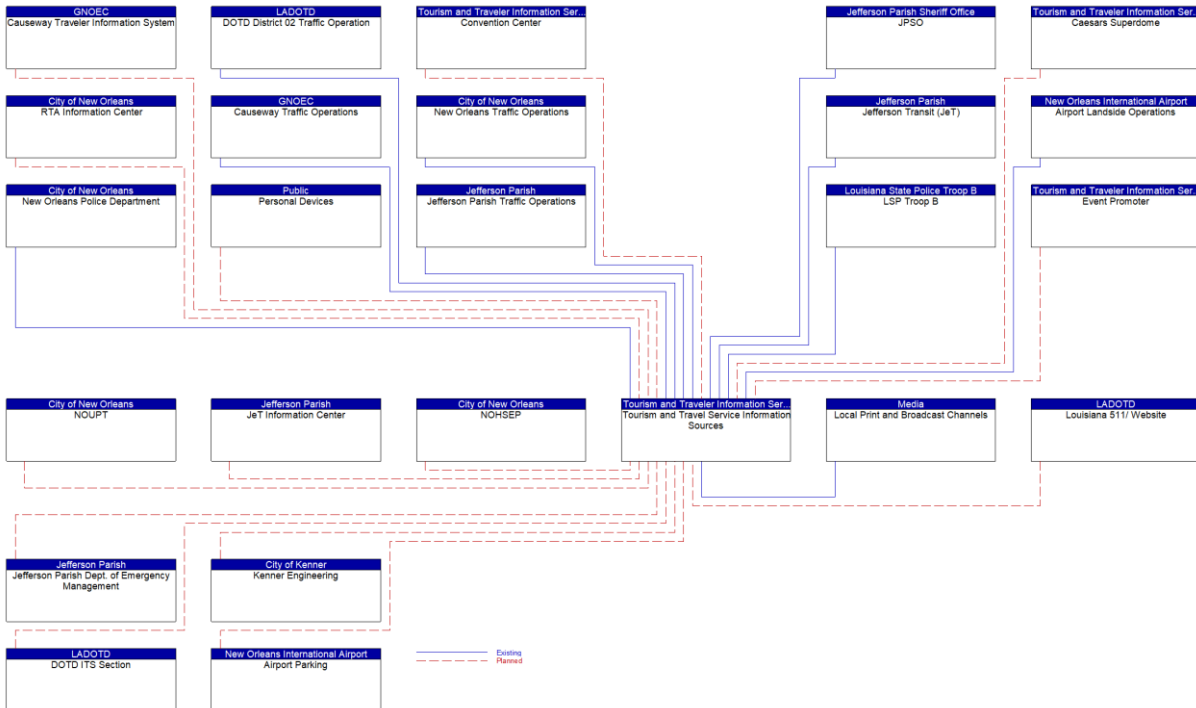 GNOEC
Causeway Traveler Information System
LADOTD
DOTD District 02 Traffic Operation
Tourism and Traveler Information Ser...
Convention Center
Jefferson Parish Sheriff Office
JPSO
Tourism and Traveler Information Ser...
Caesars Superdome
City of New Orleans
RTA Information Center
GNOEC
Causeway Traffic Operations
City of New Orleans
New Orleans Traffic Operations
Jefferson Parish
Jefferson Transit (JeT)
New Orleans International Airport
Airport Landside Operations
City of New Orleans
New Orleans Police Department
Public
Personal Devices
Jefferson Parish
Jefferson Parish Traffic Operations
Louisiana State Police Troop B
LSP Troop B
Tourism and Traveler Information Ser...
Event Promoter
City of New Orleans
NOUPT
Jefferson Parish
JeT Information Center
City of New Orleans
NOHSEP
Tourism and Traveler Information Ser...
Tourism and Travel Service Information
Sources
Media
Local Print and Broadcast Channels
LADOTD
Louisiana 511/ Website
Jefferson Parish
Jefferson Parish Dept. of Emergency
Management
City of Kenner
Kenner Engineering
LADOTD
DOTD ITS Section
New Orleans International Airport
Airport Parking
Existing
Planned